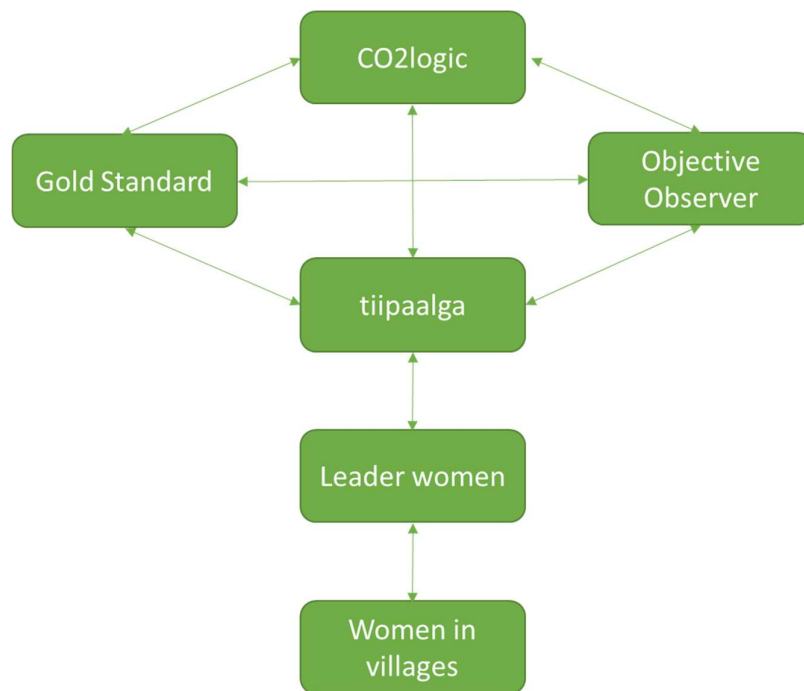 CO2logic
Gold Standard
Objective
Observer
tiipaalga
Leader women
Women in
villages